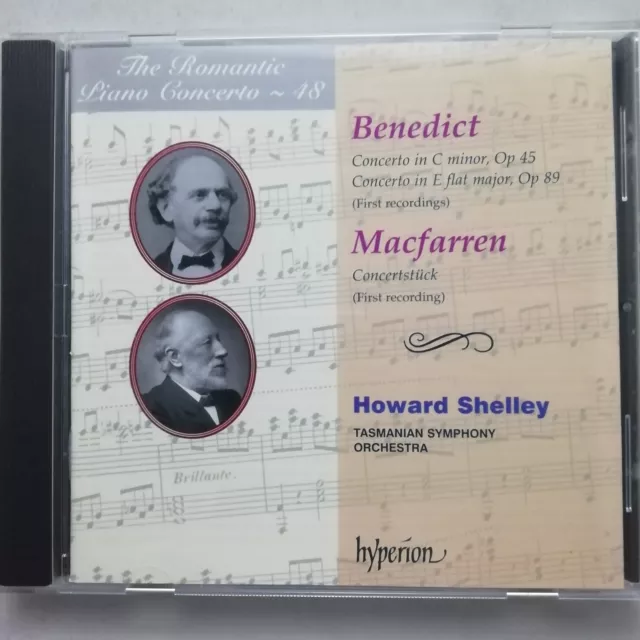 The Romantic
Piano Concerto ~ 48
Benedict
Concerto in C minor, Op 45
Concerto in E flat major, Op 89
(First recordings)
Macfarren
Concertstück
(First recording)
Howard Shelley
TASMANIAN SYMPHONY
ORCHESTRA
Brillante.
hyperion